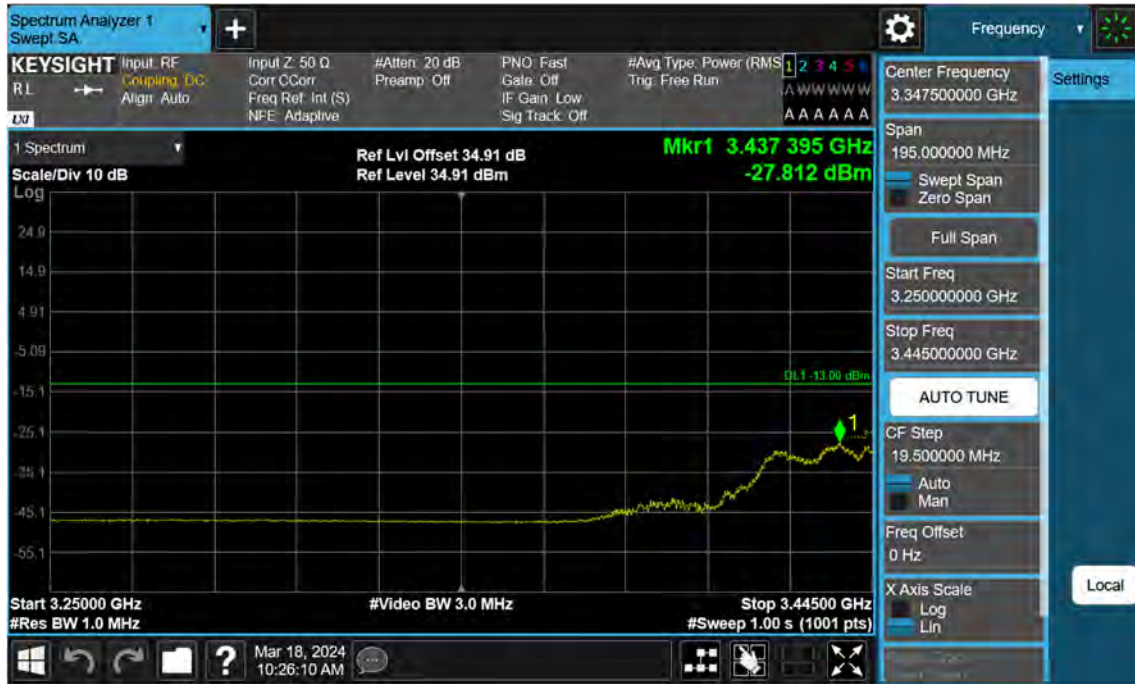 Spectrum Analyzer 1
Swept SA
+
Frequency
KEYSIGHT
RL
LXI
Input: RF
Coupling: DC
Align: Auto
Input Z: 50 Ω
Corr CCorr
Freq Ref: Int (S)
NFE: Adaptive
#Atten: 20 dB
Preamp: Off
PNO: Fast
Gate: Off
IF Gain: Low
Sig Track: Off
#Avg Type: Power (RMS
Trig: Free Run
1 2 3 4 5 6
A W W W W W
A A A A A A
1 Spectrum
Scale/Div 10 dB
Ref Lvl Offset 34.91 dB
Ref Level 34.91 dBm
Mkr1 3.437 395 GHz
-27.812 dBm
Log
24.9
14.9
4.91
-5.09
DL1 -13.00 dBm
-15.1
1
-25.1
-35.1
-45.1
-55.1
Start 3.25000 GHz
#Video BW 3.0 MHz
Stop 3.44500 GHz
#Res BW 1.0 MHz
#Sweep 1.00 s (1001 pts)
?
Mar 18, 2024
10:26:10 AM
Center Frequency
3.347500000 GHz
Span
195.000000 MHz
Swept Span
Zero Span
Full Span
Start Freq
3.250000000 GHz
Stop Freq
3.445000000 GHz
AUTO TUNE
CF Step
19.500000 MHz
Auto
Man
Freq Offset
0 Hz
X Axis Scale
Log
Lin
Settings
Local